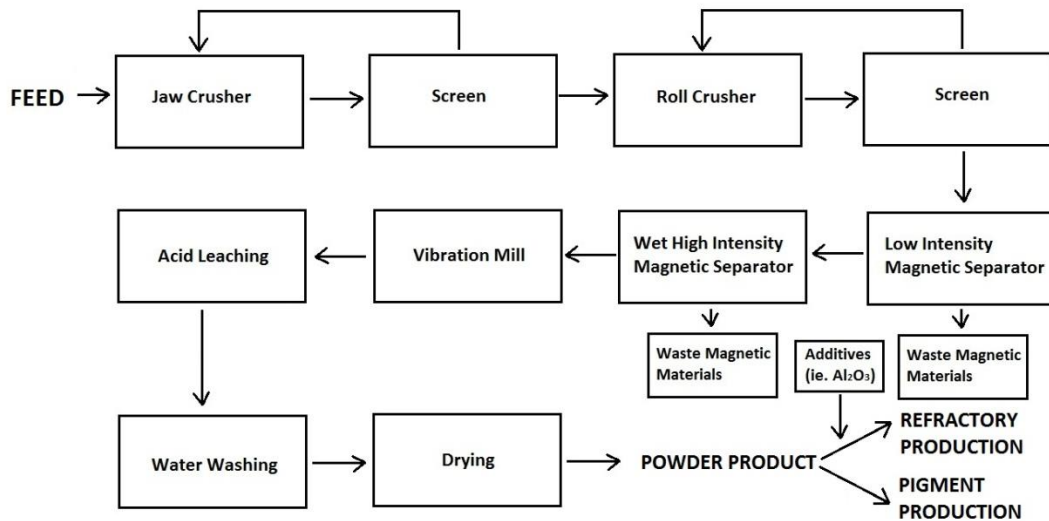 FEED
Jaw Crusher
Screen
Roll Crusher
Screen
Acid Leaching
Vibration Mill
Wet High Intensity
Magnetic Separator
Low Intensity
Magnetic Separator
Waste Magnetic
Materials
Additives
(ie. Al₂O₃)
Waste Magnetic
Materials
Water Washing
Drying
POWDER PRODUCT
REFRACTORY
PRODUCTION
PIGMENT
PRODUCTION